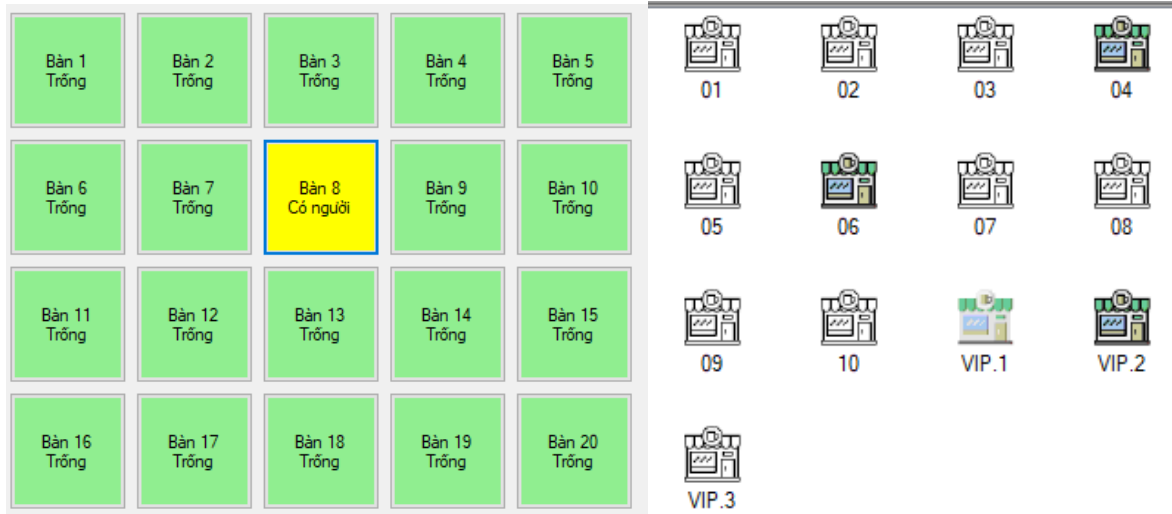 Bàn 1
Trống
Bàn 2
Trống
Bàn 3
Trống
Bàn 4
Trống
Bàn 5
Trống
Bàn 6
Trống
Bàn 7
Trống
Bàn 8
Có người
Bàn 9
Trống
Bàn 10
Trống
Bàn 11
Trống
Bàn 12
Trống
Bàn 13
Trống
Bàn 14
Trống
Bàn 15
Trống
Bàn 16
Trống
Bàn 17
Trống
Bàn 18
Trống
Bàn 19
Trống
Bàn 20
Trống
01
02
03
04
05
06
07
08
09
10
VIP.1
VIP.2
VIP.3